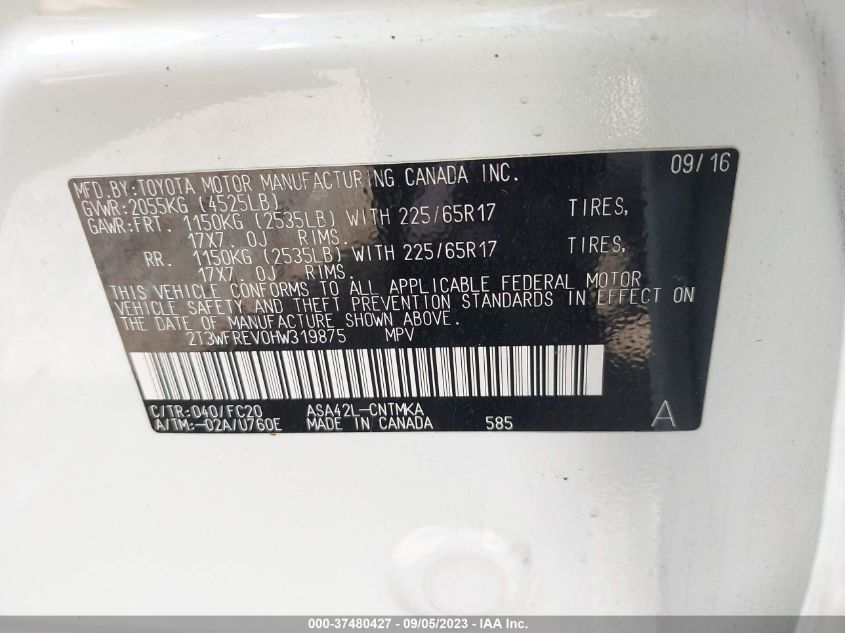 MFD.BY:TOYOTA MOTOR MANUFACTURING CANADA INC. 09/16
GVWR:2055KG (4525LB)
GAWR:FRT. 1150KG (2535LB) WITH 225/65R17 TIRES,
17X7.0J RIMS.
RR. 1150KG (2535LB) WITH 225/65R17 TIRES,
17X7.0J RIMS.
THIS VEHICLE CONFORMS TO ALL APPLICABLE FEDERAL MOTOR
VEHICLE SAFETY AND THEFT PREVENTION STANDARDS IN EFFECT ON
THE DATE OF MANUFACTURE SHOWN ABOVE.
2T3WFREV0HW319875 MPV
C/TR:040/FC20 ASA42L-CNTMKA
A/TM:-02A/U760E MADE IN CANADA 585 A
000-37480427 - 09/05/2023 - IAA Inc.